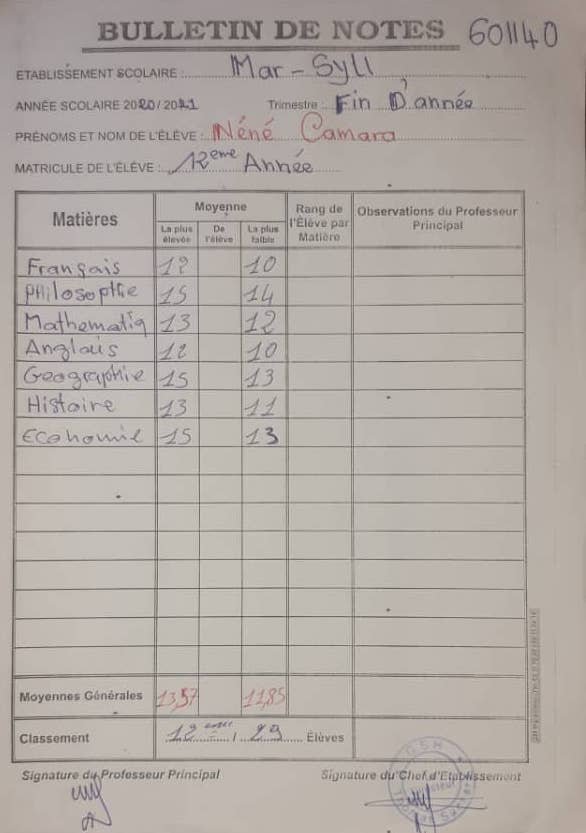 BULLETIN DE NOTES 601140
ETABLISSEMENT SCOLAIRE : Mar-Syll
ANNÉE SCOLAIRE 2020/2021 Trimestre : Fin D'année
PRÉNOMS ET NOM DE L'ÉLÈVE : Néné Camara
MATRICULE DE L'ÉLÈVE : 12eme Année
Matières Moyenne Rang de l'Élève par Matière Observations du Professeur Principal
La plus élevée De l'élève La plus faible
Français 12 10
Philosophie 15 14
Mathematiq 13 12
Anglais 12 10
Geographie 15 13
Histoire 13 11
Economie 15 13
Moyennes Générales 13,57 11,85
Classement 12eme / 29 Élèves
Signature du Professeur Principal Signature du Chef d'Etablissement
G.S.H